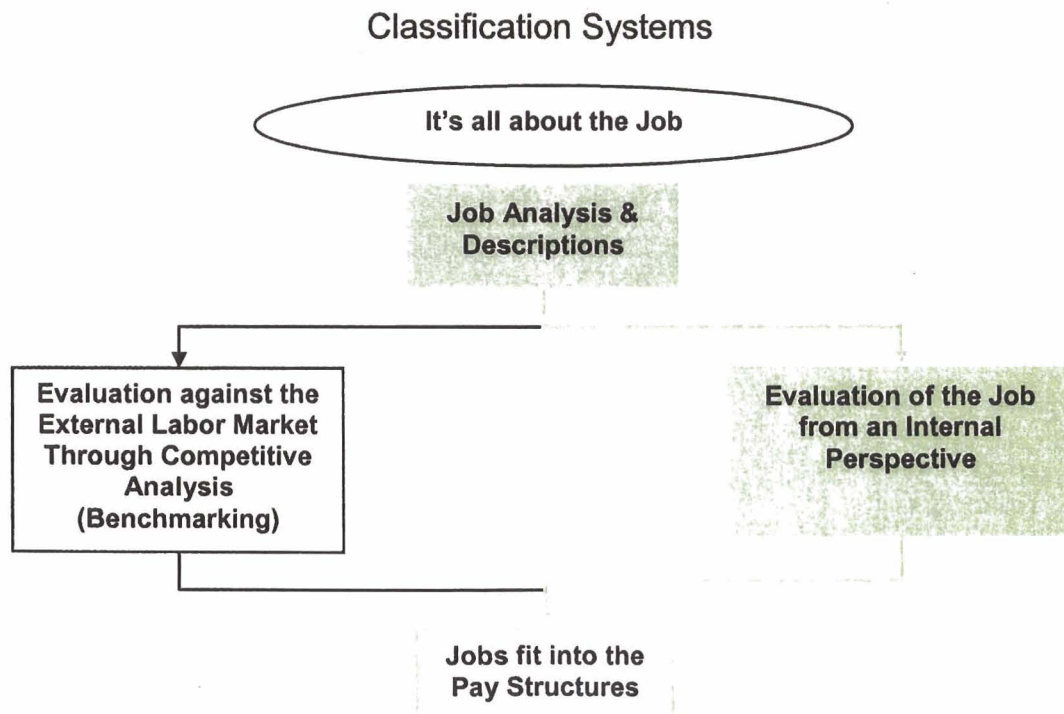 Classification Systems
It's all about the Job
Job Analysis &
Descriptions
Evaluation against the
External Labor Market
Through Competitive
Analysis
(Benchmarking)
Evaluation of the Job
from an Internal
Perspective
Jobs fit into the
Pay Structures